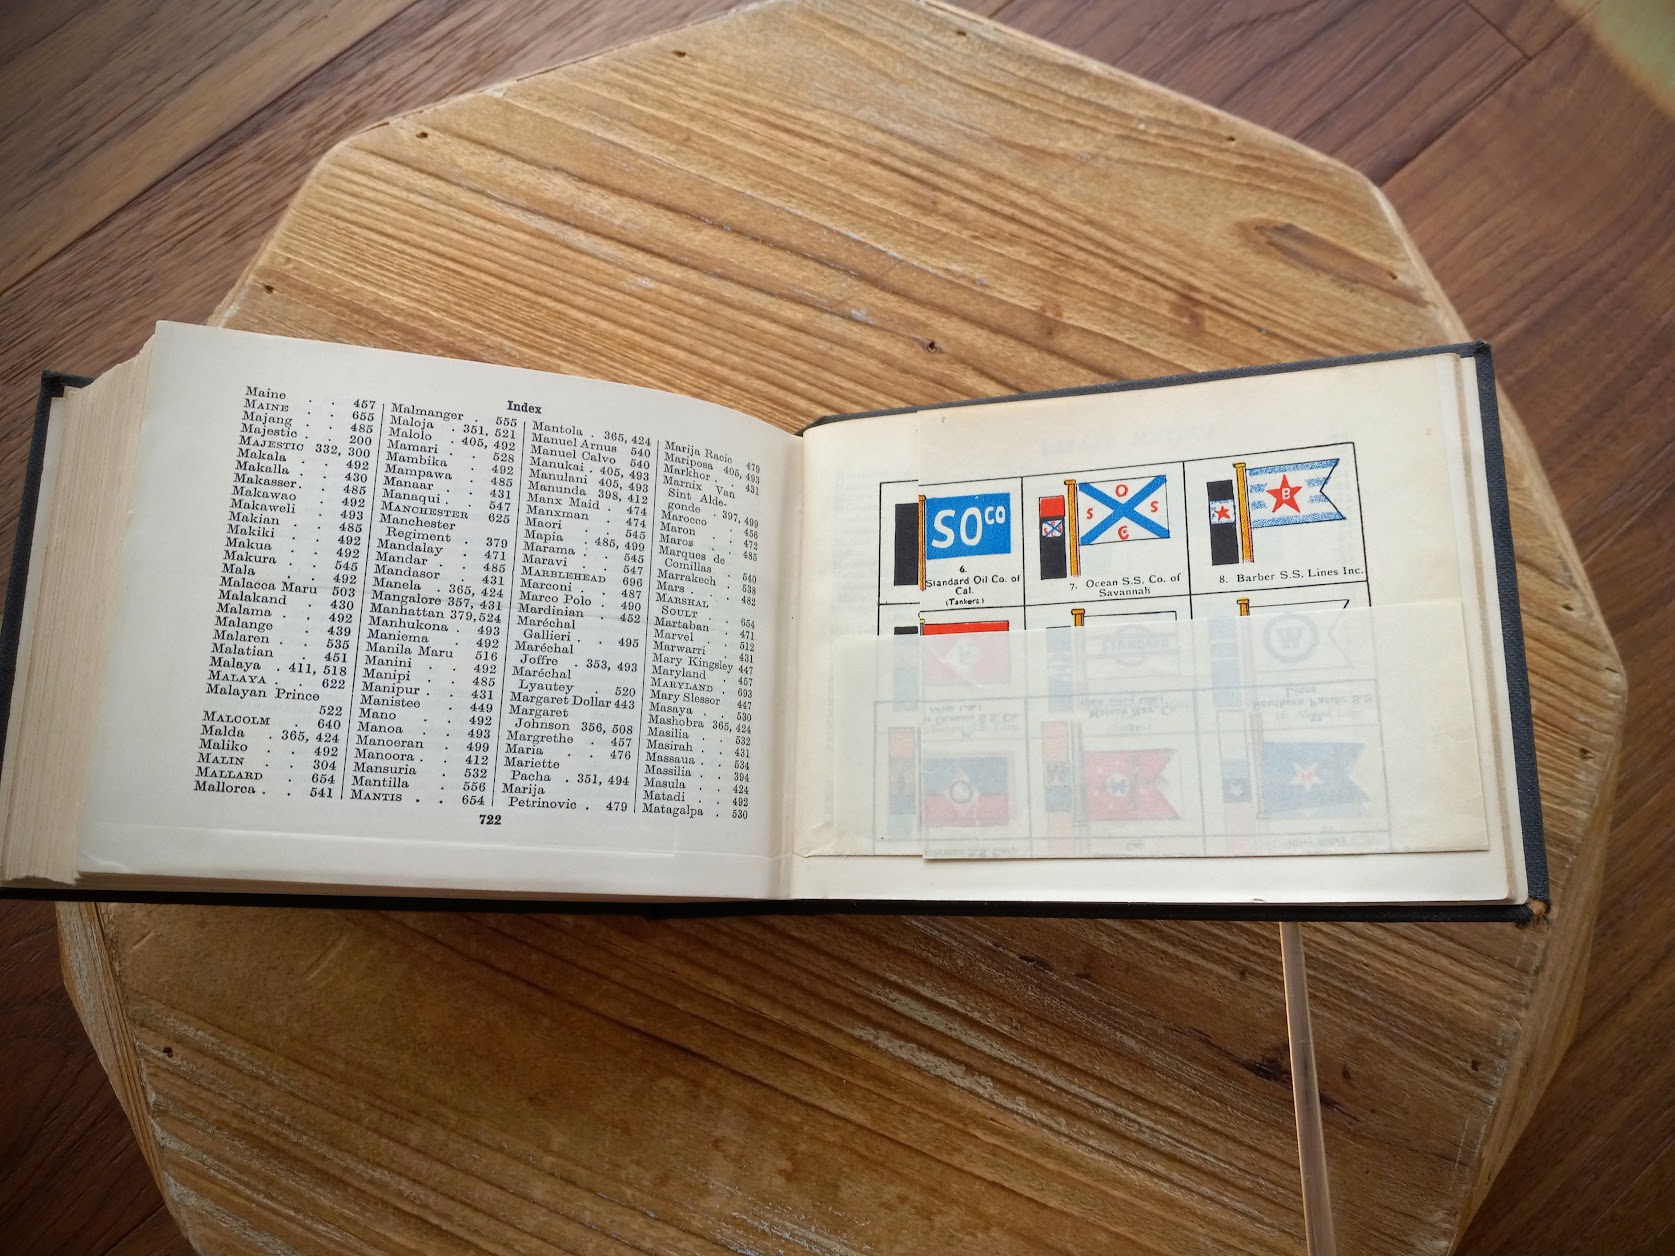 Index
Maine . . 457
MAINE . . 655
Majang . . 485
Majestic . . 200
MAJESTIC 332, 300
Makala . . 492
Makalla . . 430
Makasser . . 485
Makawao . 492
Makaweli . 493
Makian . . 485
Makiki . . 492
Makua . . 492
Makura . . 545
Mala . . 492
Malacca Maru 503
Malakand . 430
Malama . . 492
Malange . 439
Malaren . . 535
Malatian . 451
Malaya . 411, 518
MALAYA . . 622
Malayan Prince
522
MALCOLM . 640
Malda . 365, 424
Maliko . . 492
MALIN . . 304
MALLARD . 654
Mallorca . . 541
Malmanger . 555
Maloja . 351, 521
Malolo . 405, 492
Mamari . . 528
Mambika . 492
Mampawa . 485
Manaar . . 431
Manaqui . . 547
MANCHESTER 625
Manchester
Regiment . 379
Mandalay . 471
Mandar . . 485
Mandasor . 431
Manela . 365, 424
Mangalore 357, 431
Manhattan 379, 524
Manhukona . 493
Maniema . 492
Manila Maru 516
Manini . . 492
Manipi . . 485
Manipur . . 431
Manistee . 449
Mano . . 492
Manoa . . 493
Manoeran . 499
Manoora . . 412
Mansuria . 532
Mantilla . 556
MANTIS . . 654
Mantola . 365, 424
Manuel Arnus 540
Manuel Calvo 540
Manukai . 405, 493
Manulani . 405, 493
Manunda 398, 412
Manx Maid . 474
Manxman . 474
Maori . . 545
Mapia . 485, 499
Marama . . 545
Maravi . . 547
MARBLEHEAD 696
Marconi . . 487
Marco Polo . 490
Mardinian . 452
Maréchal
Gallieri . 495
Maréchal
Joffre . 353, 493
Maréchal
Lyautey 520
Margaret Dollar 443
Margaret
Johnson 356, 508
Margrethe . 457
Maria . 476
Mariette
Pacha . 351, 494
Marija
Petrinovic . 479
Marija Racic 479
Mariposa 405, 493
Markhor . 431
Marnix Van
Sint Alde-
gonde . 397, 499
Marocco . 456
Maron . . 472
Maros . . 485
Marques de
Comillas . 540
Marrakech . 538
Mars . . . 482
MARSHAL
SOULT . 654
Martaban . 471
Marvel . . 512
Marwarri . 431
Mary Kingsley 447
Maryland . 457
MARYLAND . 693
Mary Slessor 447
Masaya . . 530
Mashobra 365, 424
Masilia . . 532
Masirah . . 431
Massaua . . 534
Massilia . 394
Masula . . 424
Matadi . . 492
Matagalpa . 530
722
SOCO
6.
Standard Oil Co. of
Cal.
(Tankers)
O
S S
C
7. Ocean S.S. Co. of
Savannah
B
8. Barber S.S. Lines Inc.